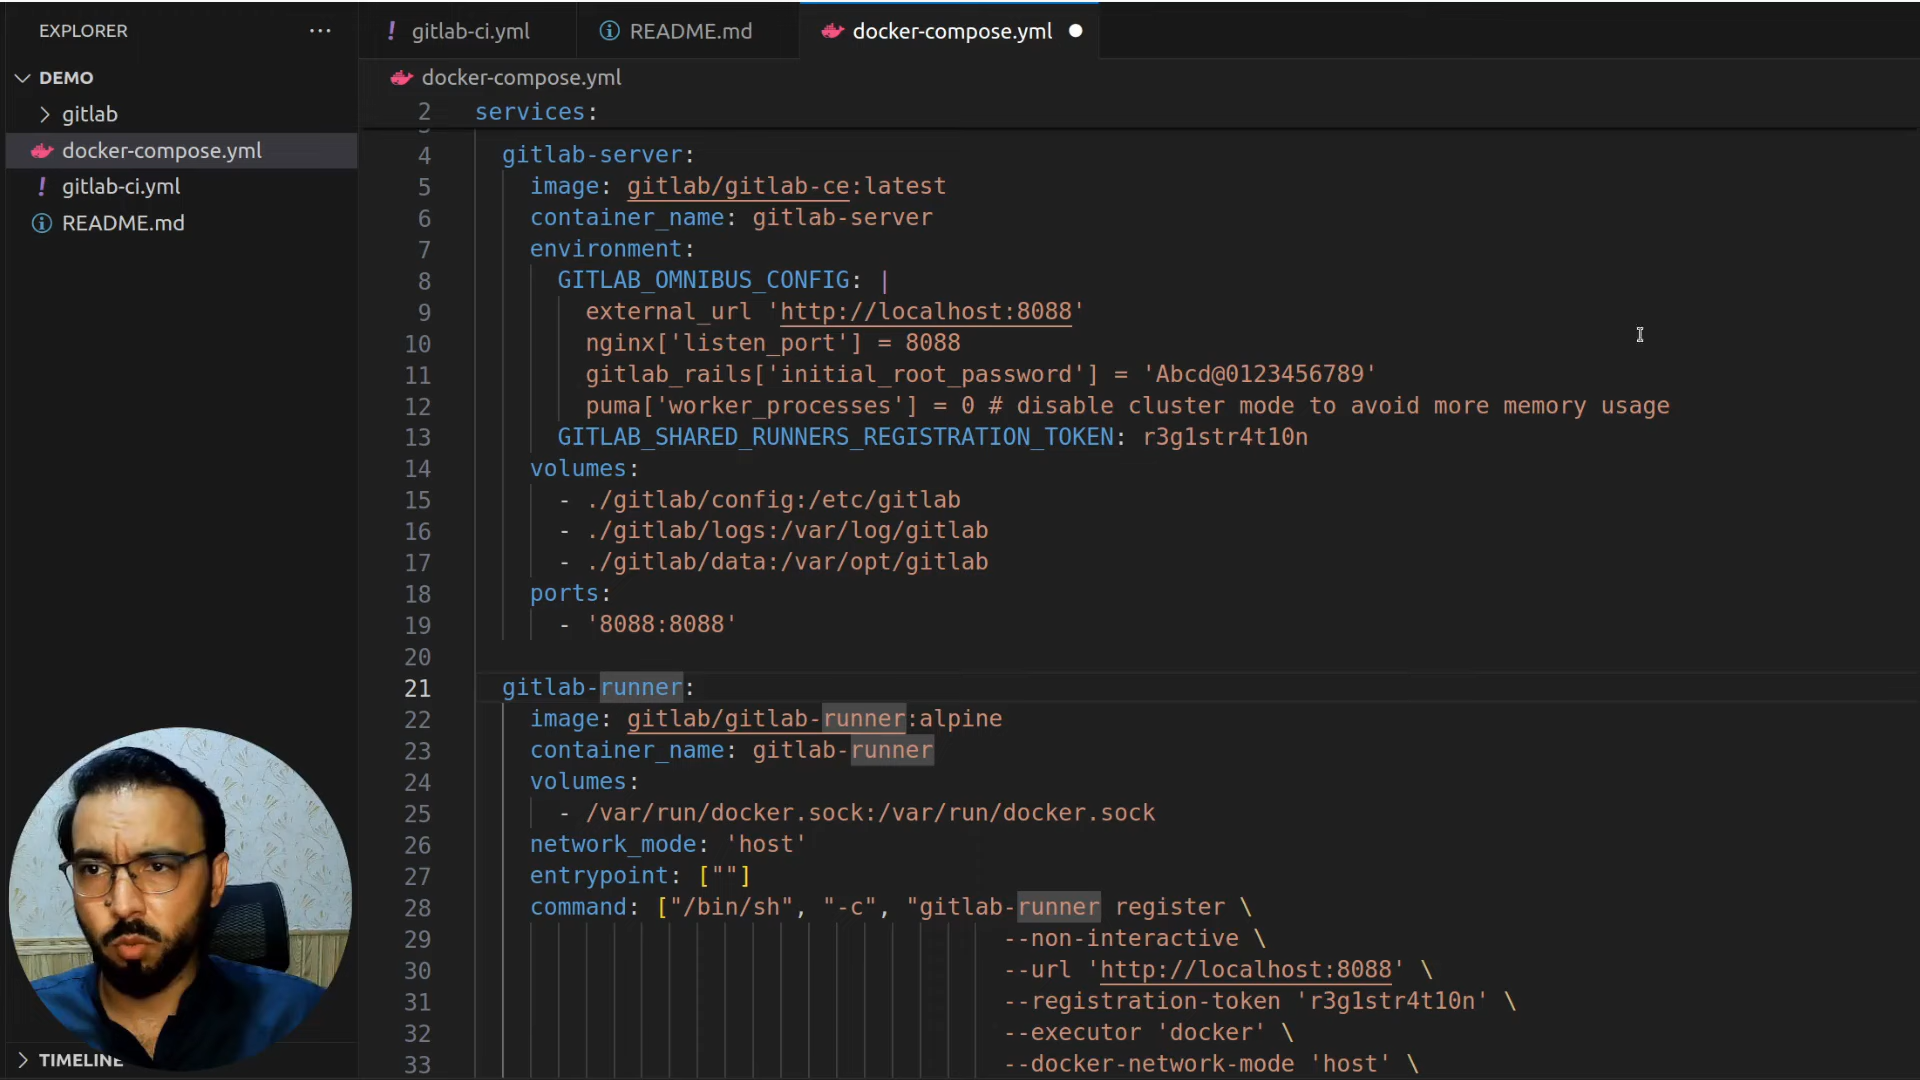 EXPLORER ...
DEMO
gitlab
docker-compose.yml
! gitlab-ci.yml
README.md
TIMELINE
! gitlab-ci.yml README.md docker-compose.yml
docker-compose.yml
2 services:
4 gitlab-server:
5 image: gitlab/gitlab-ce:latest
6 container_name: gitlab-server
7 environment:
8 GITLAB_OMNIBUS_CONFIG: |
9 external_url 'http://localhost:8088'
10 nginx['listen_port'] = 8088
11 gitlab_rails['initial_root_password'] = 'Abcd@0123456789'
12 puma['worker_processes'] = 0 # disable cluster mode to avoid more memory usage
13 GITLAB_SHARED_RUNNERS_REGISTRATION_TOKEN: r3g1str4t10n
14 volumes:
15 - ./gitlab/config:/etc/gitlab
16 - ./gitlab/logs:/var/log/gitlab
17 - ./gitlab/data:/var/opt/gitlab
18 ports:
19 - '8088:8088'
20
21 gitlab-runner:
22 image: gitlab/gitlab-runner:alpine
23 container_name: gitlab-runner
24 volumes:
25 - /var/run/docker.sock:/var/run/docker.sock
26 network_mode: 'host'
27 entrypoint: [""]
28 command: ["/bin/sh", "-c", "gitlab-runner register \
29 --non-interactive \
30 --url 'http://localhost:8088' \
31 --registration-token 'r3g1str4t10n' \
32 --executor 'docker' \
33 --docker-network-mode 'host' \